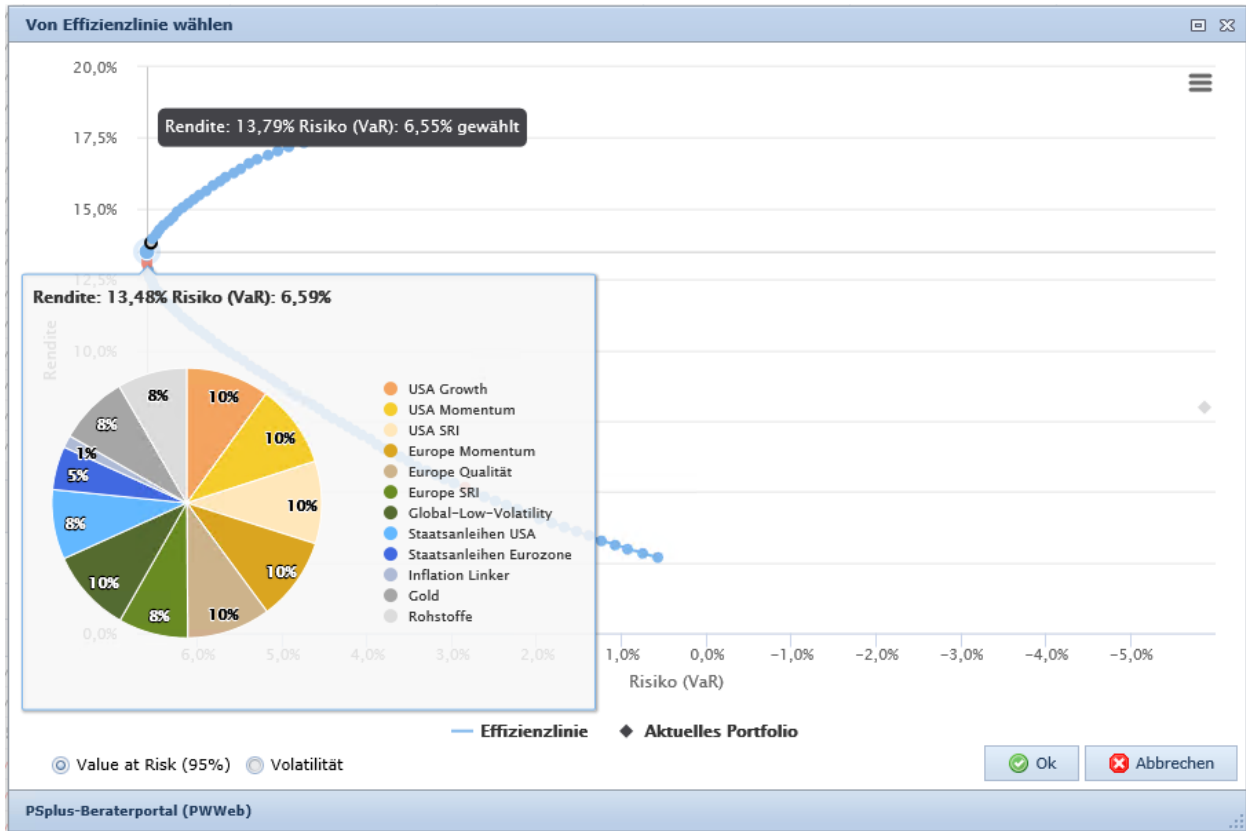 Von Effizienzlinie wählen
20,0%
Rendite: 13,79% Risiko (VaR): 6,55% gewählt
17,5%
15,0%
12,5%
Rendite: 13,48% Risiko (VaR): 6,59%
Rendite
10,0%
8%
10%
10%
10%
10%
10%
8%
10%
8%
5%
1%
8%
USA Growth
USA Momentum
USA SRI
Europe Momentum
Europe Qualität
Europe SRI
Global-Low-Volatility
Staatsanleihen USA
Staatsanleihen Eurozone
Inflation Linker
Gold
Rohstoffe
0,0%
6,0% 5,0% 4,0% 3,0% 2,0% 1,0% 0,0% -1,0% -2,0% -3,0% -4,0% -5,0%
Risiko (VaR)
Effizienzlinie Aktuelles Portfolio
Value at Risk (95%) Volatilität
Ok Abbrechen
PSplus-Beraterportal (PWWeb)